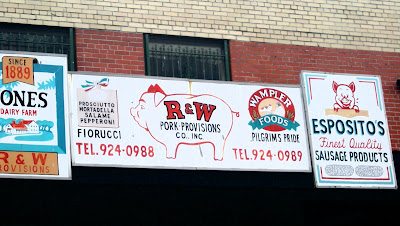 SINCE
1889
ONES
DAIRY FARM
R & W
PROVISIONS
PROSCIUTTO
MORTADELLA
SALAME
PEPPERONI
FIORUCCI
TEL. 924-0988
R&W
PORK PROVISIONS
CO., INC.
WAMPLER
FOODS
PILGRIM'S PRIDE
TEL. 924-0989
ESPOSITO'S
Finest Quality
SAUSAGE PRODUCTS